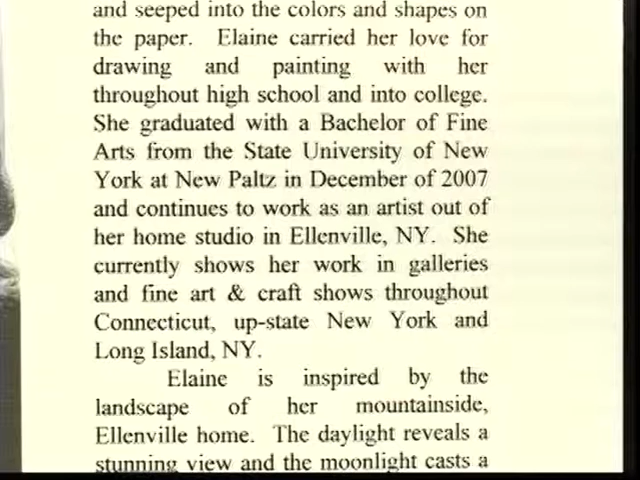 and seeped into the colors and shapes on
the paper. Elaine carried her love for
drawing and painting with her
throughout high school and into college.
She graduated with a Bachelor of Fine
Arts from the State University of New
York at New Paltz in December of 2007
and continues to work as an artist out of
her home studio in Ellenville, NY. She
currently shows her work in galleries
and fine art & craft shows throughout
Connecticut, up-state New York and
Long Island, NY.
Elaine is inspired by the
landscape of her mountainside,
Ellenville home. The daylight reveals a
stunning view and the moonlight casts a